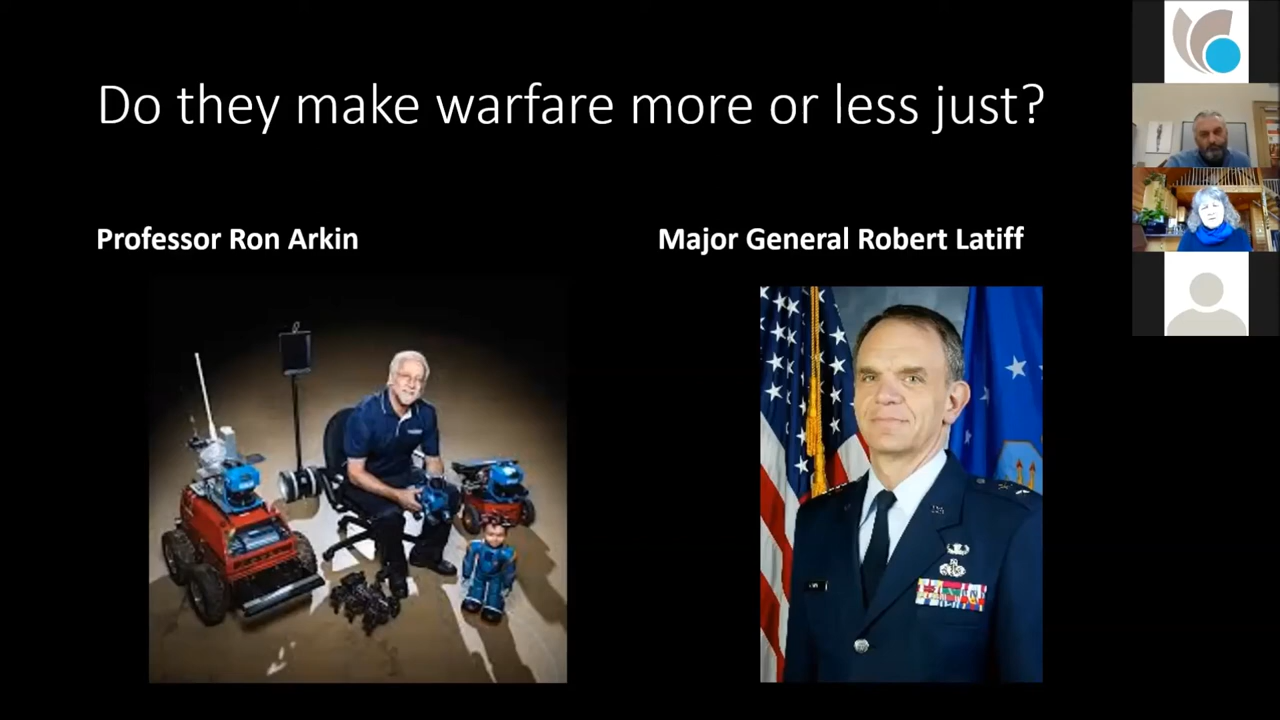 Do they make warfare more or less just?
Professor Ron Arkin
Major General Robert Latiff